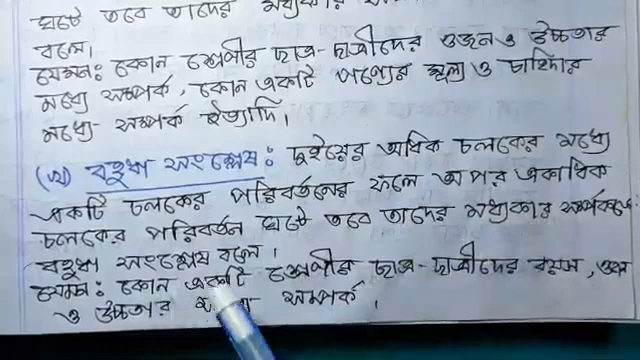 ঘটে তবে তাদের মধ্যকার
বলে।
যেমন: কোন শ্রেণীর ছাত্র-ছাত্রীদের ওজন ও উচ্চতার
মধ্যে সম্পর্ক, কোন একটি পণ্যের মূল্য ও চাহিদার
মধ্যে সম্পর্ক ইত্যাদি।
(খ) বহুধা সংশ্লেষ: দুইয়ের অধিক চলকের মধ্যে
একটি চলকের পরিবর্তনের ফলে অপর একাধিক
চলকের পরিবর্তন ঘটে তবে তাদের মধ্যকার সম্পর্ককে
বহুধা সংশ্লেষ বলে।
যেমন: কোন একটি শ্রেণীর ছাত্র-ছাত্রীদের বয়স, ওজন
ও উচ্চতার সম্পর্ক।